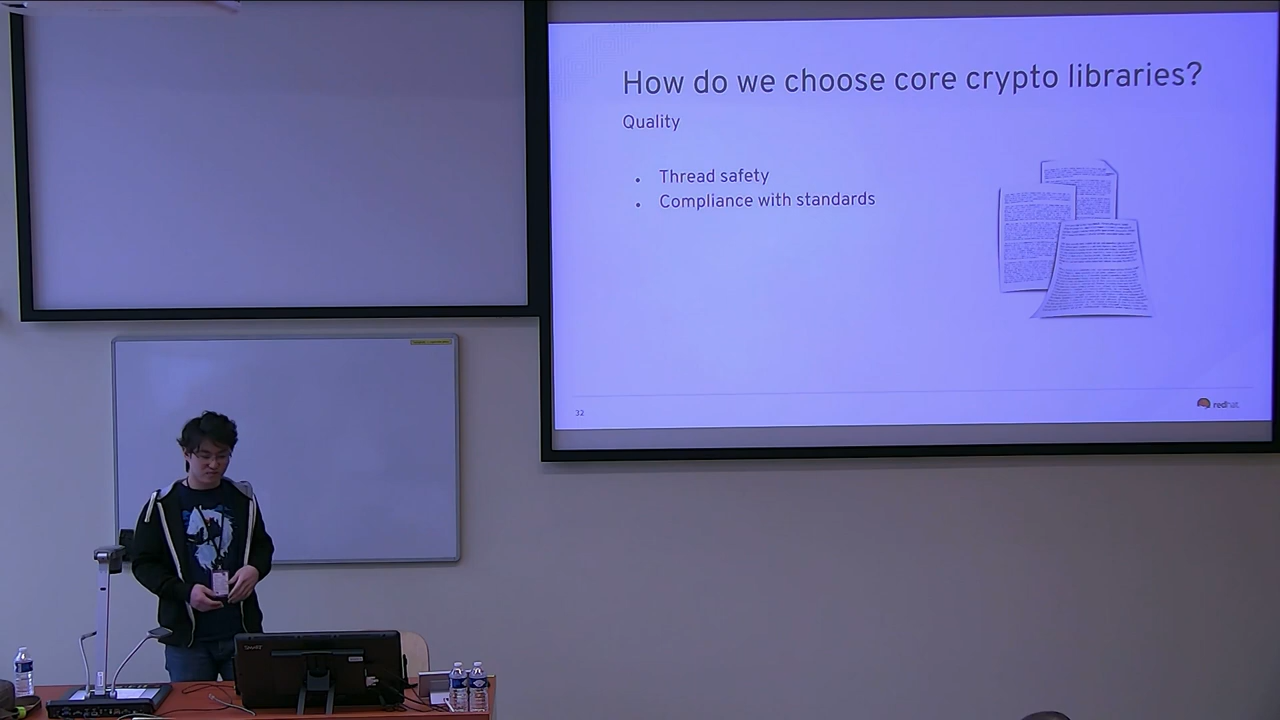 How do we choose core crypto libraries?
Quality
Thread safety
Compliance with standards
32
redhat